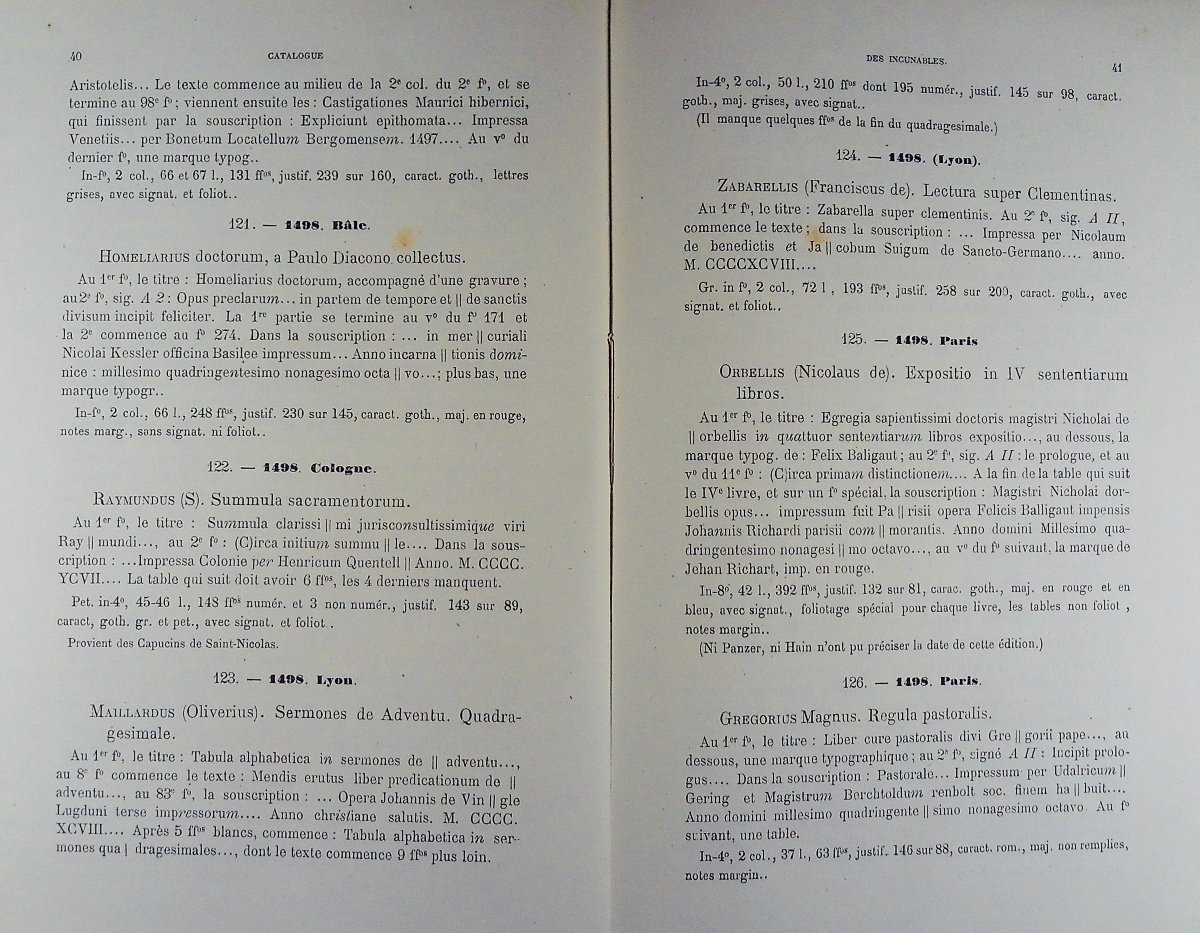 40
CATALOGUE
Aristotelis... Le texte commence au milieu de la 2e col. du 2e fo, et se
termine au 98e fo ; viennent ensuite les : Castigationes Maurici hibernici,
qui finissent par la souscription : Expliciunt epithomata... Impressa
Venetiis... per Bonetum Locatellum Bergomensem. 1497.... Au vo du
dernier fo, une marque typog..
In-fo, 2 col., 66 et 67 l., 131 ffos, justif. 239 sur 160, caract. goth., lettres
grises, avec signat. et foliot..
121. — 1498. Bâle.
HOMELIARIUS doctorum, a Paulo Diacono collectus.
Au 1er fo, le titre : Homeliarius doctorum, accompagné d'une gravure ;
au 2e fo, sig. A 2 : Opus preclarum... in partem de tempore et || de sanctis
divisum incipit feliciter. La 1re partie se termine au vo du fo 171 et
la 2e commence au fo 274. Dans la souscription : ... in mer || curiali
Nicolai Kessler officina Basilee impressum... Anno incarna || tionis domi-
nice : millesimo quadringentesimo nonagesimo octa || vo...; plus bas, une
marque typogr..
In-fo, 2 col., 66 l., 248 ffos, justif. 230 sur 145, caract. goth., maj. en rouge,
notes marg., sans signat. ni foliot..
122. — 1498. Cologne.
RAYMUNDUS (S). Summula sacramentorum.
Au 1er fo, le titre : Summula clarissi || mi jurisconsultissimique viri
Ray || mundi..., au 2e fo : (C)irca initium summu || le.... Dans la sous-
cription : ...Impressa Colonie per Henricum Quentell || Anno. M. CCCC.
YCVII.... La table qui suit doit avoir 6 ffos, les 4 derniers manquent.
Pet. in-4o, 45-46 l., 148 ffos numér. et 3 non numér., justif. 143 sur 89,
caract, goth. gr. et pet., avec signat. et foliot .
Provient des Capucins de Saint-Nicolas.
123. — 1498. Lyon.
MAILLARDUS (Oliverius). Sermones de Adventu. Quadra-
gesimale.
Au 1er fo, le titre : Tabula alphabetica in sermones de || adventu...,
au 8e fo commence le texte : Mendis erutus liber predicationum de ||
adventu..., au 83e fo, la souscription : ... Opera Johannis de Vin || gle
Lugduni terse impressorum.... Anno christiane salutis. M. CCCC.
XCVIII.... Après 5 ffos blancs, commence : Tabula alphabetica in ser-
mones qua | dragesimales..., dont le texte commence 9 ffos plus loin.
DES INCUNABLES.
41
In-4o, 2 col., 50 l., 210 ffos dont 195 numér., justif. 145 sur 98, caract.
goth., maj. grises, avec signat..
(Il manque quelques ffos de la fin du quadragesimale.)
124. — 1498. (Lyon).
ZABARELLIS (Franciscus de). Lectura super Clementinas.
Au 1er fo, le titre : Zabarella super clementinis. Au 2e fo, sig. A II,
commence le texte ; dans la souscription : ... Impressa per Nicolaum
de benedictis et Ja || cobum Suigum de Sancto-Germano.... anno.
M. CCCCXCVIII....
Gr. in fo, 2 col., 72 l , 193 ffos, justif. 258 sur 209, caract. goth., avec
signat. et foliot..
125. — 1498. Paris
ORBELLIS (Nicolaus de). Expositio in IV sententiarum
libros.
Au 1er fo, le titre : Egregia sapientissimi doctoris magistri Nicholai de
|| orbellis in quattuor sententiarum libros expositio..., au dessous, la
marque typog. de : Felix Baligaut ; au 2e fo, sig. A II : le prologue, et au
vo du 11e fo : (C)irca primam distinctionem.... A la fin de la table qui suit
le IVe livre, et sur un fo spécial, la souscription : Magistri Nicholai dor-
bellis opus... impressum fuit Pa || risii opera Felicis Balligaut impensis
Johannis Richardi parisii com || morantis. Anno domini Millesimo qua-
dringentesimo nonagesi || mo octavo..., au vo du fo suivant, la marque de
Jehan Richart, imp. en rouge.
In-8o, 42 l., 392 ffos, justif. 132 sur 81, carac. goth., maj. en rouge et en
bleu, avec signat., foliotage spécial pour chaque livre, les tables non foliot ,
notes margin..
(Ni Panzer, ni Hain n'ont pu préciser la date de cette édition.)
126. — 1498. Paris.
GREGORIUS Magnus. Regula pastoralis.
Au 1er fo, le titre : Liber cure pastoralis divi Gre || gorii pape..., au
dessous, une marque typographique ; au 2e fo, signé A II : Incipit prolo-
gus.... Dans la souscription : Pastorale... Impressum per Udalricum ||
Gering et Magistrum Berchtoldum renbolt soc. finem ha || buit....
Anno domini millesimo quadringente || simo nonagesimo octavo. Au fo
suivant, une table.
In-4o, 2 col., 37 l., 63 ffos, justif. 146 sur 88, caract. rom., maj. non remplies,
notes margin..